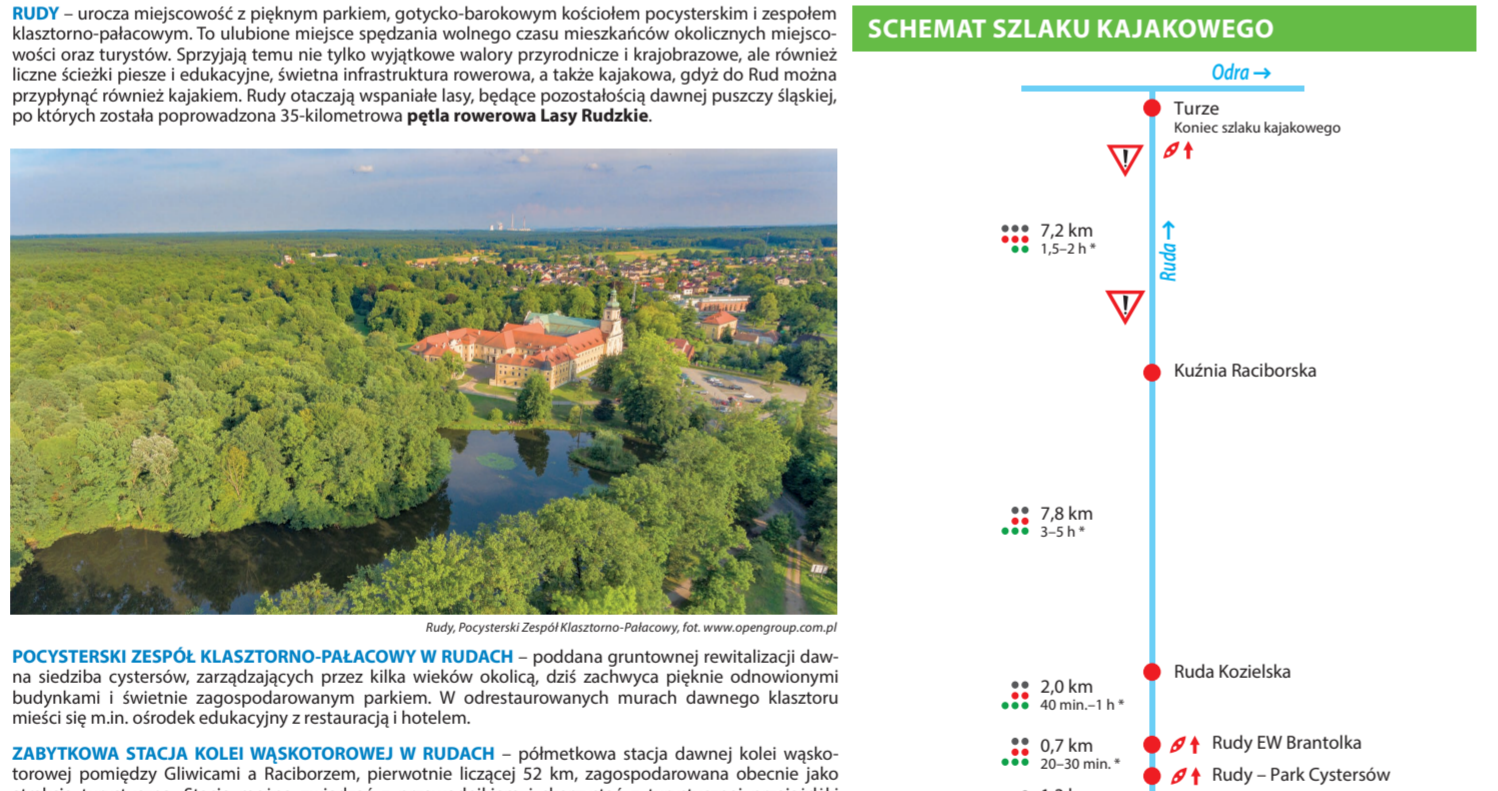 RUDY – urocza miejscowość z pięknym parkiem, gotycko-barokowym kościołem pocysterskim i zespołem
klasztorno-pałacowym. To ulubione miejsce spędzania wolnego czasu mieszkańców okolicznych miejsco-
wości oraz turystów. Sprzyjają temu nie tylko wyjątkowe walory przyrodnicze i krajobrazowe, ale również
liczne ścieżki piesze i edukacyjne, świetna infrastruktura rowerowa, a także kajakowa, gdyż do Rud można
przypłynąć również kajakiem. Rudy otaczają wspaniałe lasy, będące pozostałością dawnej puszczy śląskiej,
po których została poprowadzona 35-kilometrowa pętla rowerowa Lasy Rudzkie.
Rudy, Pocysterski Zespół Klasztorno-Pałacowy, fot. www.opengroup.com.pl
POCYSTERSKI ZESPÓŁ KLASZTORNO-PAŁACOWY W RUDACH – poddana gruntownej rewitalizacji daw-
na siedziba cystersów, zarządzających przez kilka wieków okolicą, dziś zachwyca pięknie odnowionymi
budynkami i świetnie zagospodarowanym parkiem. W odrestaurowanych murach dawnego klasztoru
mieści się m.in. ośrodek edukacyjny z restauracją i hotelem.
ZABYTKOWA STACJA KOLEI WĄSKOTOROWEJ W RUDACH – półmetkowa stacja dawnej kolei wąsko-
torowej pomiędzy Gliwicami a Raciborzem, pierwotnie liczącej 52 km, zagospodarowana obecnie jako
SCHEMAT SZLAKU KAJAKOWEGO
Odra →
Turze
Koniec szlaku kajakowego
7,2 km
1,5–2 h *
Ruda →
Kuźnia Raciborska
7,8 km
3–5 h *
Ruda Kozielska
2,0 km
40 min.–1 h *
Rudy EW Brantolka
0,7 km
20–30 min. *
Rudy – Park Cystersów